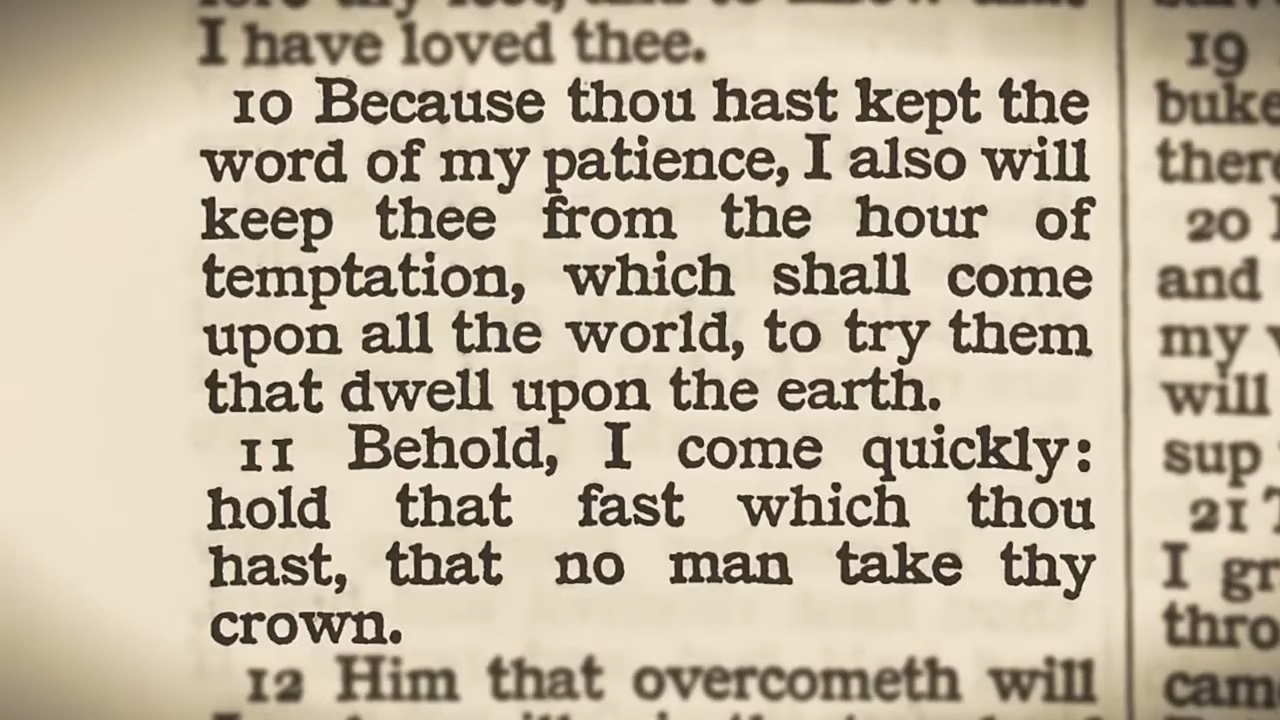 I have loved thee.
10 Because thou hast kept the
word of my patience, I also will
keep thee from the hour of
temptation, which shall come
upon all the world, to try them
that dwell upon the earth.
11 Behold, I come quickly:
hold that fast which thou
hast, that no man take thy
crown.
12 Him that overcometh will
19
buke
there
20
and
my
will
sup
21
I gr
thro
cam